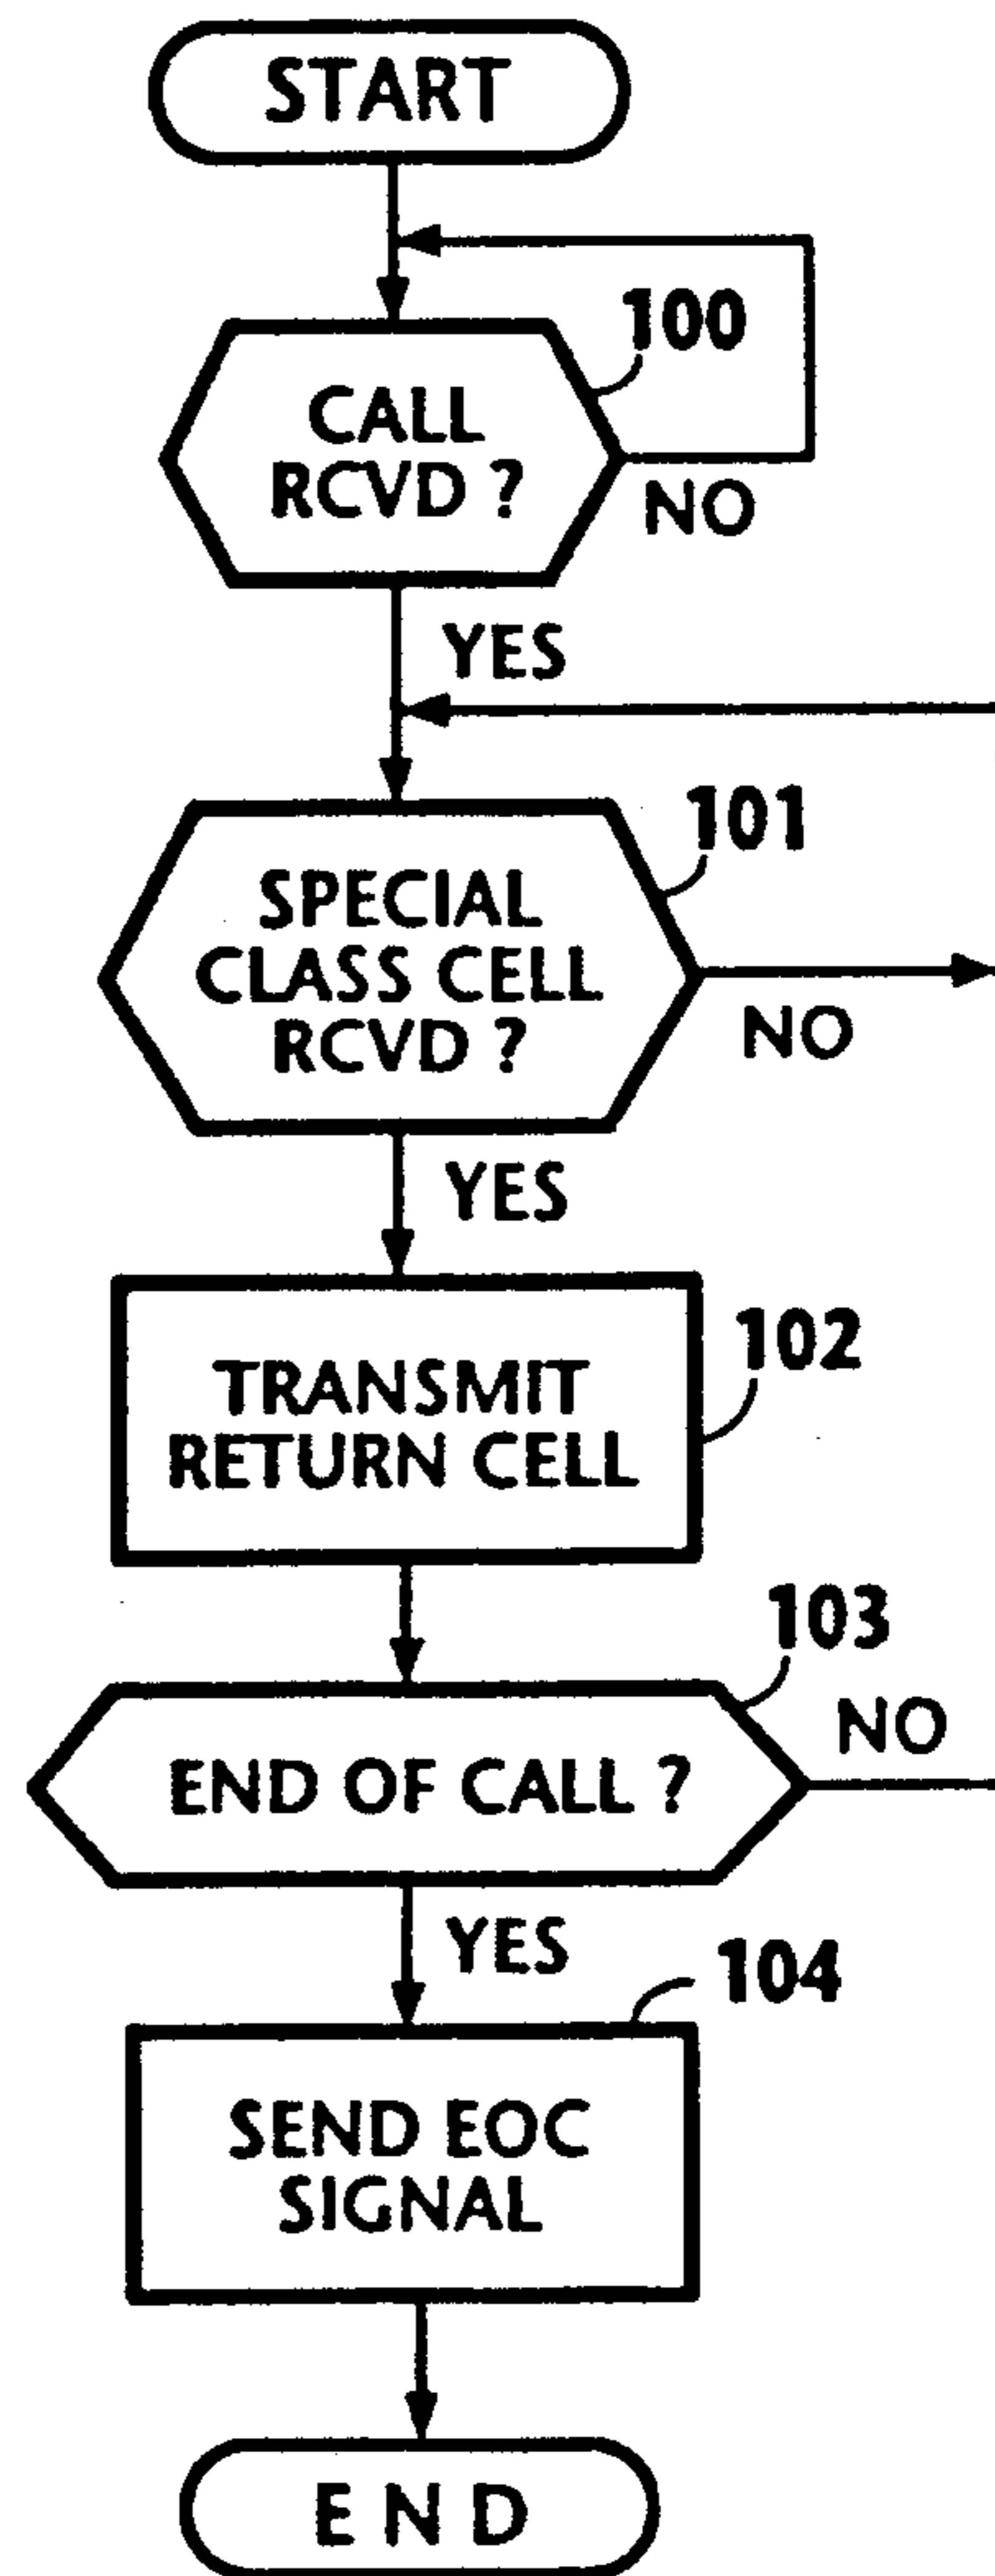 START
100
CALL
RCVD ?
NO
YES
101
SPECIAL
CLASS CELL
RCVD ?
NO
YES
102
TRANSMIT
RETURN CELL
103
NO
END OF CALL ?
YES
104
SEND EOC
SIGNAL
END